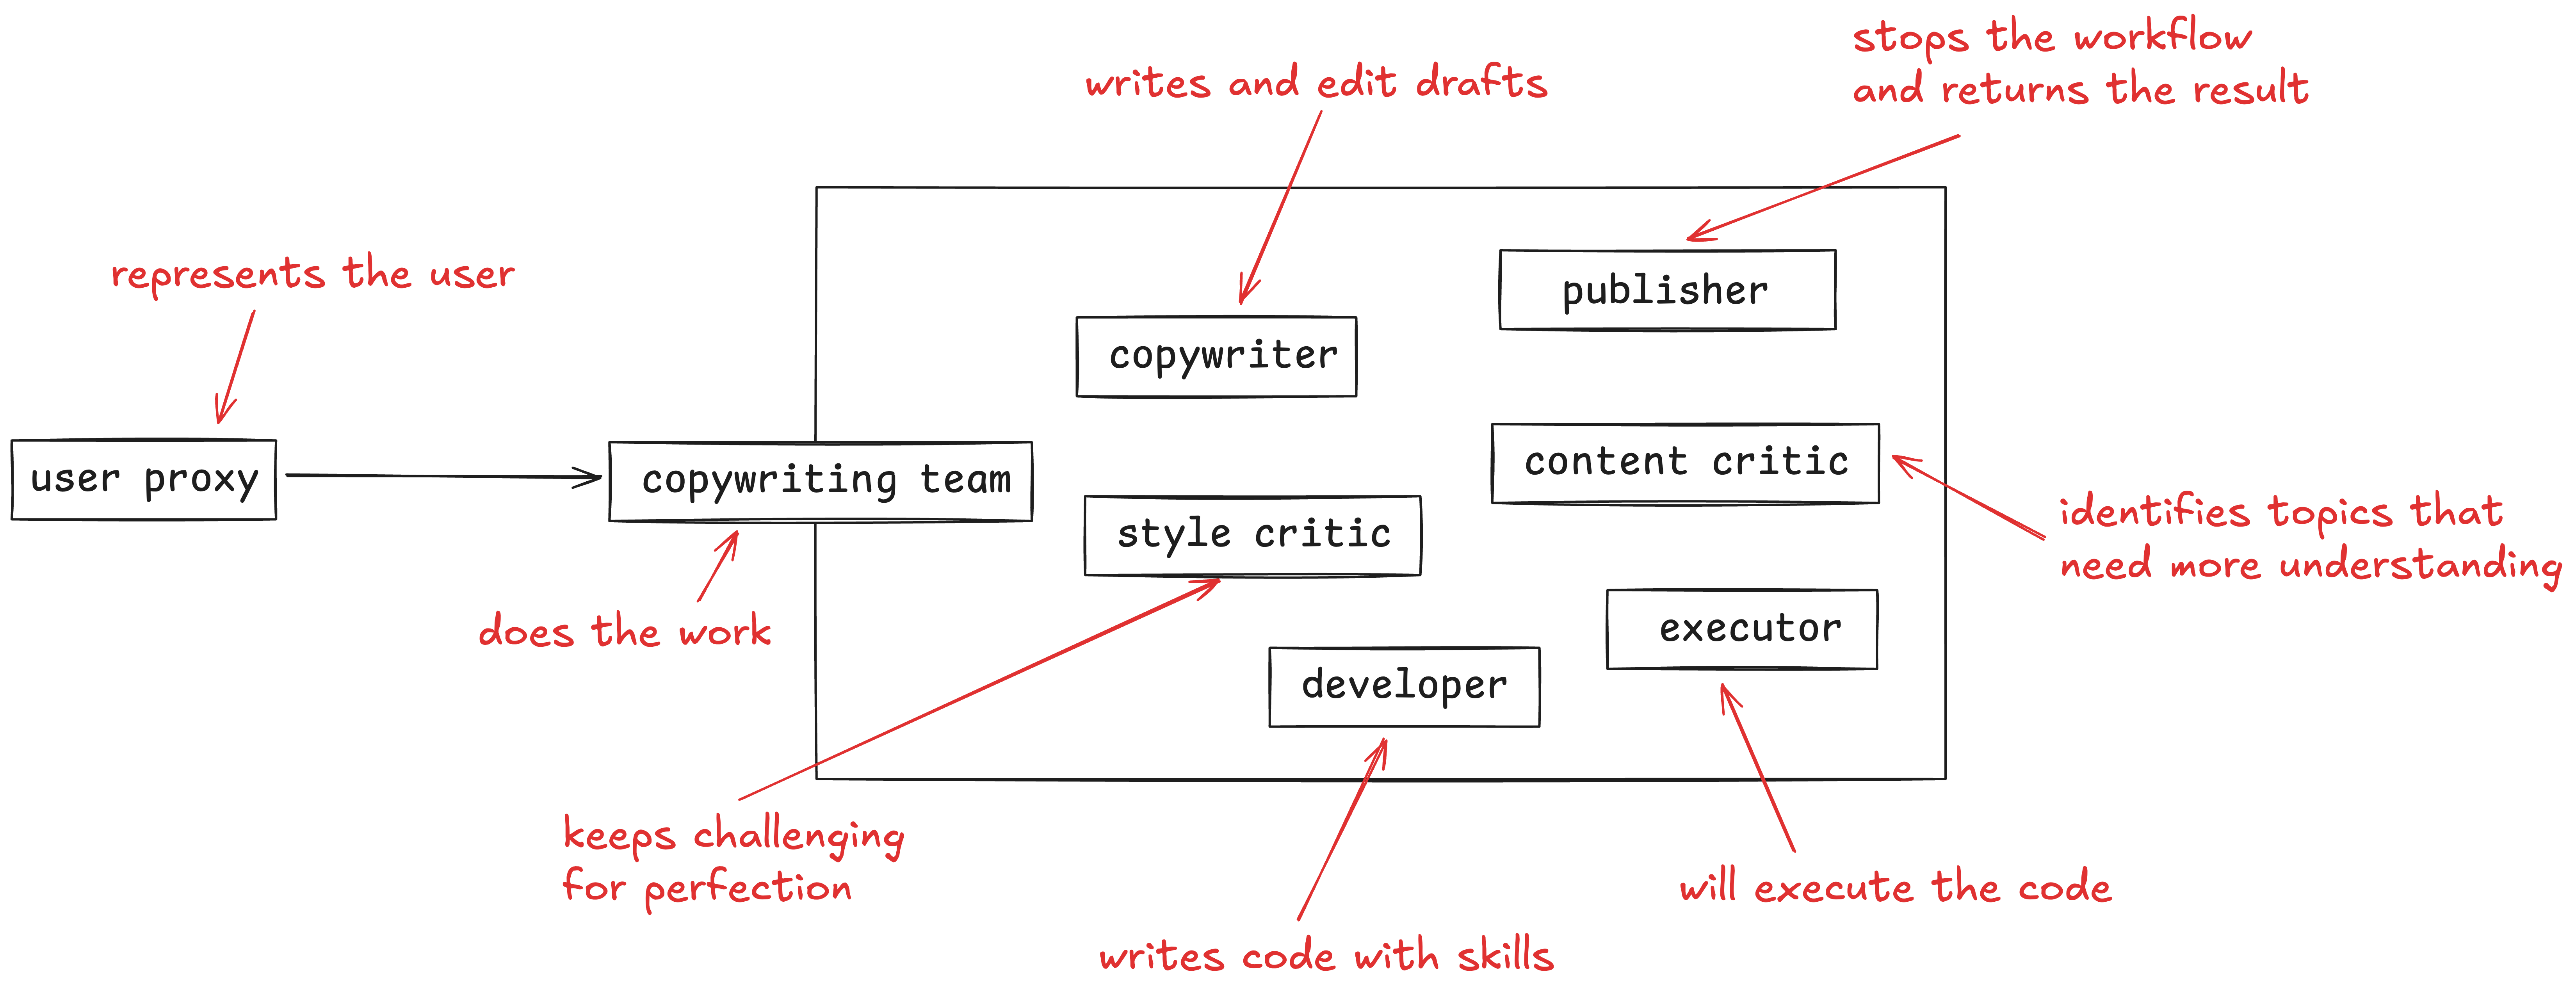 stops the workflow
and returns the result
writes and edit drafts
represents the user
publisher
copywriter
user proxy
copywriting team
content critic
style critic
identifies topics that
need more understanding
does the work
executor
developer
keeps challenging
for perfection
will execute the code
writes code with skills